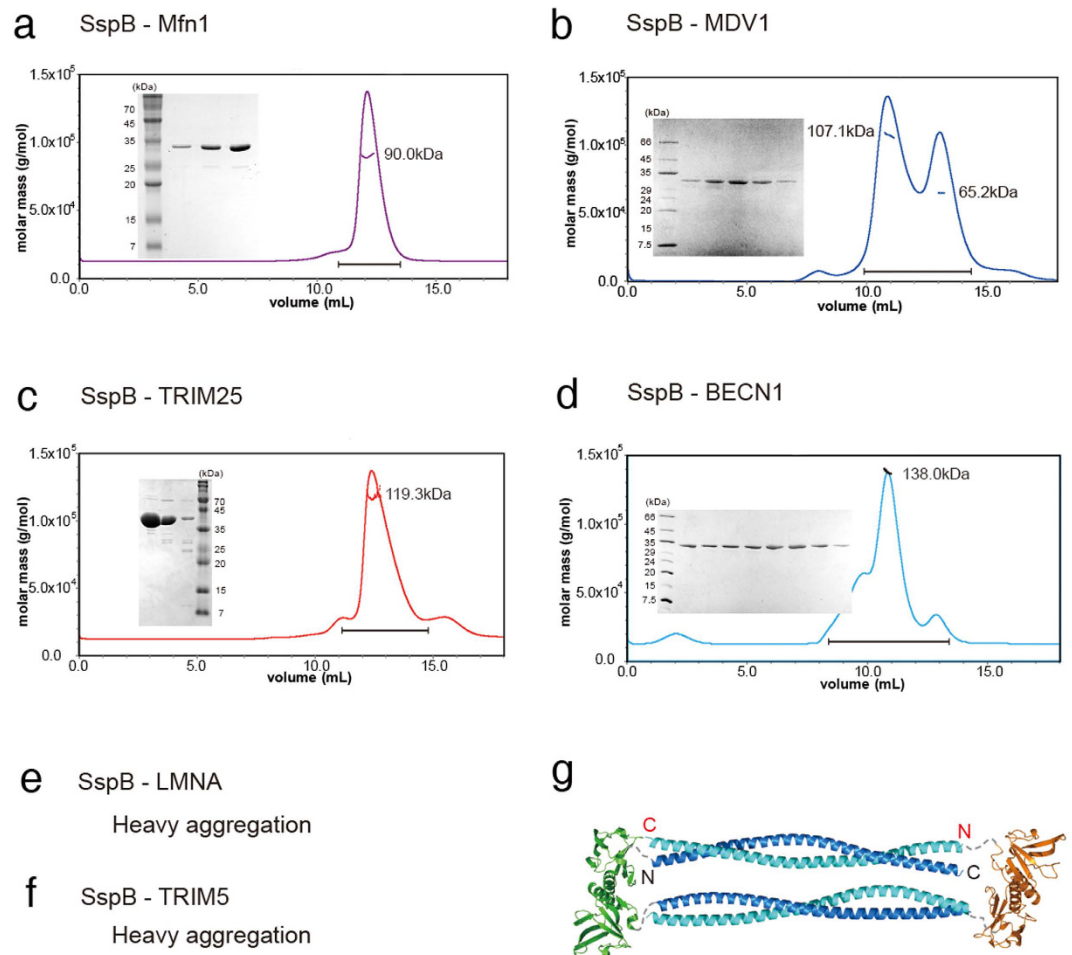 a SspB - Mfn1
1.5x10⁵
1.0x10⁵
5.0x10⁴
0.0
molar mass (g/mol)
(kDa)
70
45
35
25
20
15
7
90.0kDa
0.0 5.0 10.0 15.0
volume (mL)
b SspB - MDV1
1.5x10⁵
1.0x10⁵
5.0x10⁴
0.0
molar mass (g/mol)
66
45
35
29
24
20
15
7.5
107.1kDa
65.2kDa
0.0 5.0 10.0 15.0
volume (mL)
c SspB - TRIM25
1.5x10⁵
1.0x10⁵
5.0x10⁴
0.0
molar mass (g/mol)
(kDa)
70
45
35
25
20
15
7
119.3kDa
0.0 5.0 10.0 15.0
volume (mL)
d SspB - BECN1
1.5x10⁵
1.0x10⁵
5.0x10⁴
0.0
molar mass (g/mol)
(kDa)
66
45
35
29
24
20
15
7.5
138.0kDa
0.0 5.0 10.0 15.0
volume (mL)
e SspB - LMNA
Heavy aggregation
f SspB - TRIM5
Heavy aggregation
g
C N
N C